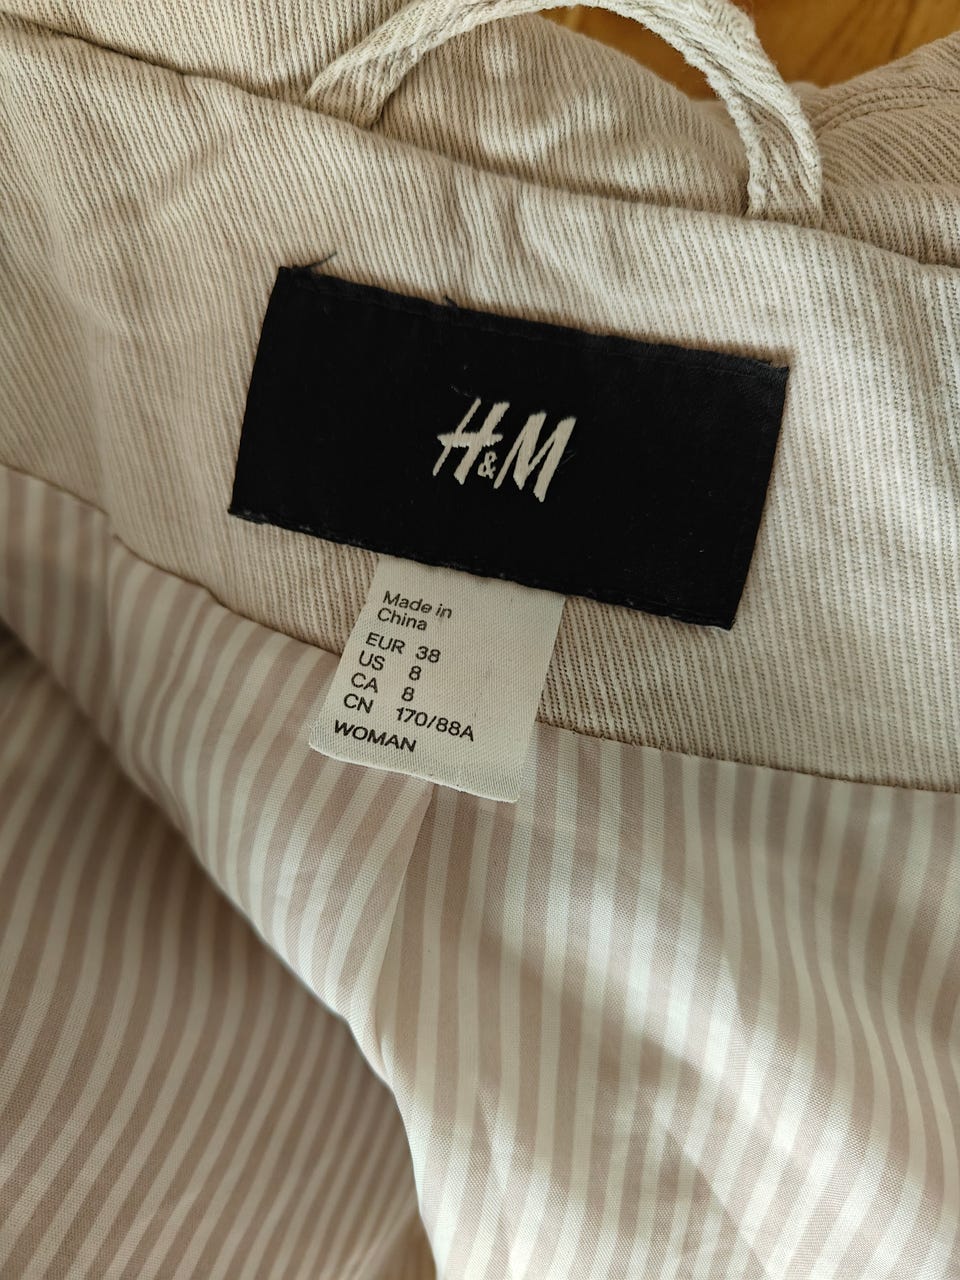 H&M
Made in
China
EUR 38
US 8
CA 8
CN 170/88A
WOMAN